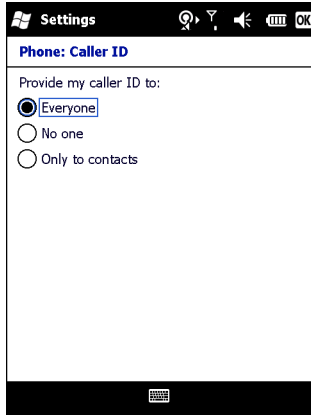 Settings
OK
Phone: Caller ID
Provide my caller ID to:
Everyone
No one
Only to contacts